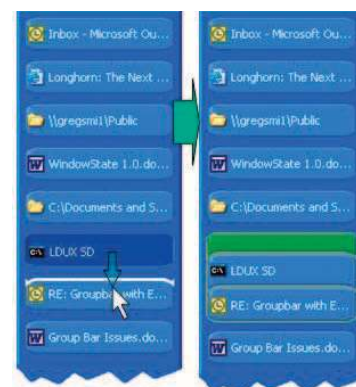 Inbox - Microsoft Ou...
Longhorn: The Next ...
\\gregsmi1\Public
WindowState 1.0.do...
C:\Documents and S...
LDUX SD
RE: Groupbar with E...
Group Bar Issues.do...
Inbox - Microsoft Ou...
Longhorn: The Next ...
\\gregsmi1\Public
WindowState 1.0.do...
C:\Documents and S...
LDUX SD
RE: Groupbar with E...
Group Bar Issues.do...